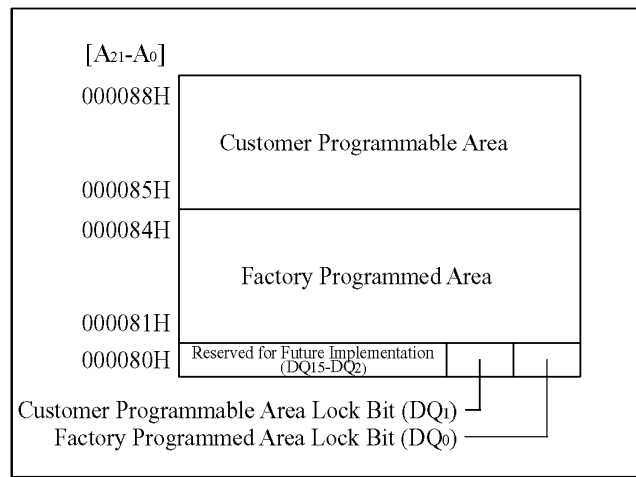 [A21-A0]
000088H
Customer Programmable Area
000085H
000084H
Factory Programmed Area
000081H
000080H
Reserved for Future Implementation
(DQ15-DQ2)
Customer Programmable Area Lock Bit (DQ1)
Factory Programmed Area Lock Bit (DQ0)